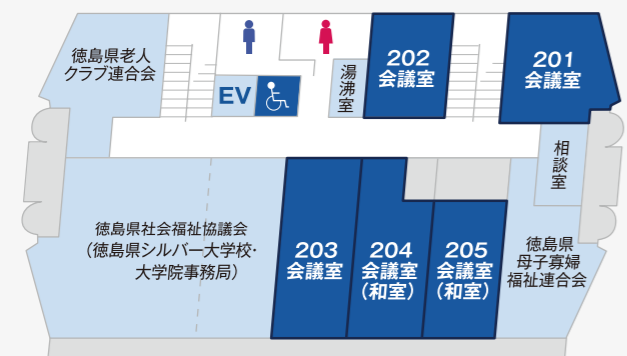 徳島県老人
クラブ連合会
EV
湯沸室
202
会議室
201
会議室
相談室
徳島県社会福祉協議会
（徳島県シルバー大学校・
大学院事務局）
203
会議室
204
会議室
（和室）
205
会議室
（和室）
徳島県
母子寡婦
福祉連合会